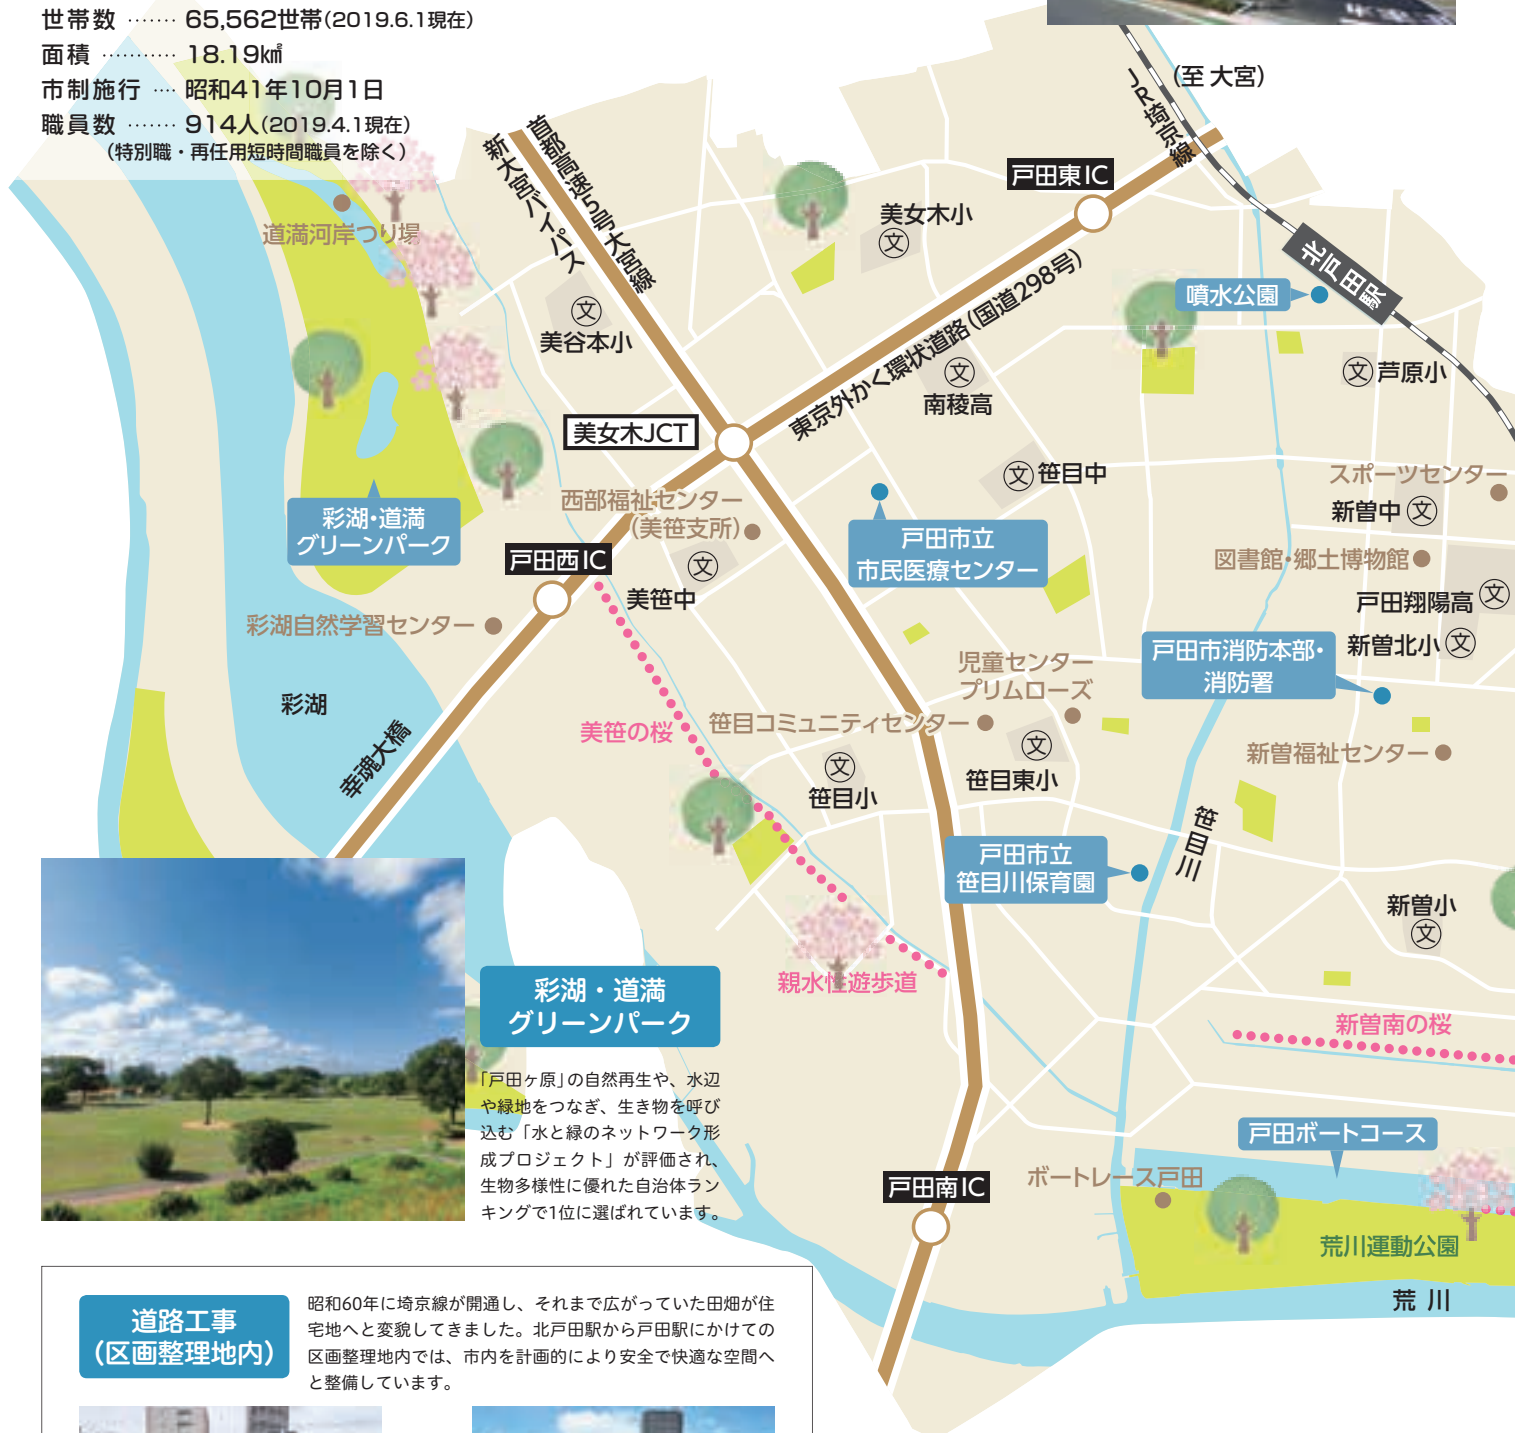 世帯数 ……… 65,562世帯(2019.6.1現在)
面積 ………… 18.19㎢
市制施行 …… 昭和41年10月1日
職員数 ……… 914人(2019.4.1現在)
(特別職・再任用短時間職員を除く)
JR埼京線
(至 大宮)
首都高速5号大宮線
新大宮バイパス
戸田東IC
道満河岸つり場
美女木小
文
北戸田駅
噴水公園
東京外かく環状道路(国道298号)
文
美谷本小
文
南稜高
文 芦原小
美女木JCT
文 笹目中
スポーツセンター
新曽中 文
西部福祉センター
(美笹支所)
彩湖・道満
グリーンパーク
戸田市立
市民医療センター
戸田西IC
図書館・郷土博物館
文
美笹中
戸田翔陽高 文
彩湖自然学習センター
新曽北小 文
戸田市消防本部・
消防署
児童センター
プリムローズ
彩湖
美笹の桜
笹目コミュニティセンター
幸魂大橋
文
笹目東小
新曽福祉センター
文
笹目小
笹目川
戸田市立
笹目川保育園
新曽小
文
親水性遊歩道
彩湖・道満
グリーンパーク
新曽南の桜
「戸田ヶ原」の自然再生や、水辺
や緑地をつなぎ、生き物を呼び
込む「水と緑のネットワーク形
成プロジェクト」が評価され、
生物多様性に優れた自治体ラン
キングで1位に選ばれています。
戸田ボートコース
ボートレース戸田
戸田南IC
荒川運動公園
荒川
道路工事
(区画整理地内)
昭和60年に埼京線が開通し、それまで広がっていた田畑が住
宅地へと変貌してきました。北戸田駅から戸田駅にかけての
区画整理地内では、市内を計画的により安全で快適な空間へ
と整備しています。